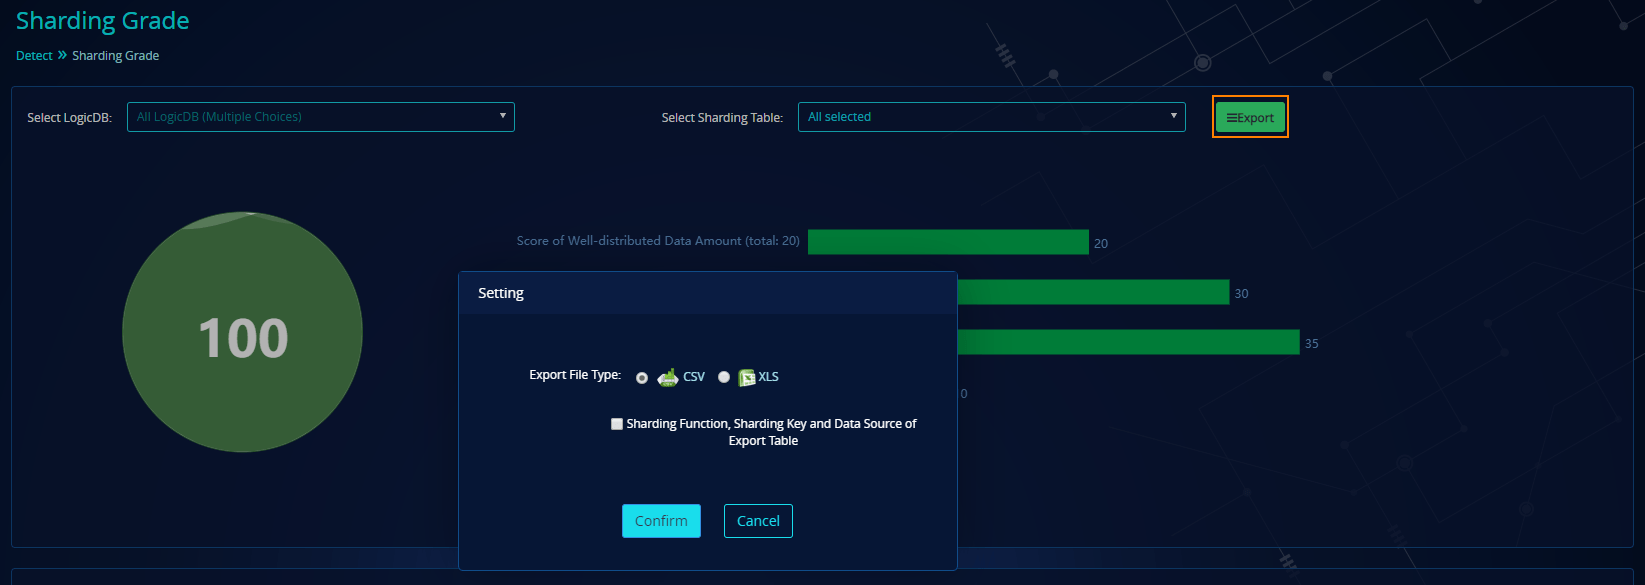 Sharding Grade
Detect » Sharding Grade
Select LogicDB: All LogicDB (Multiple Choices) Select Sharding Table: All selected Export
100
Score of Well-distributed Data Amount (total: 20) 20
30
35
0
Setting
Export File Type: CSV XLS
Sharding Function, Sharding Key and Data Source of
Export Table
Confirm Cancel